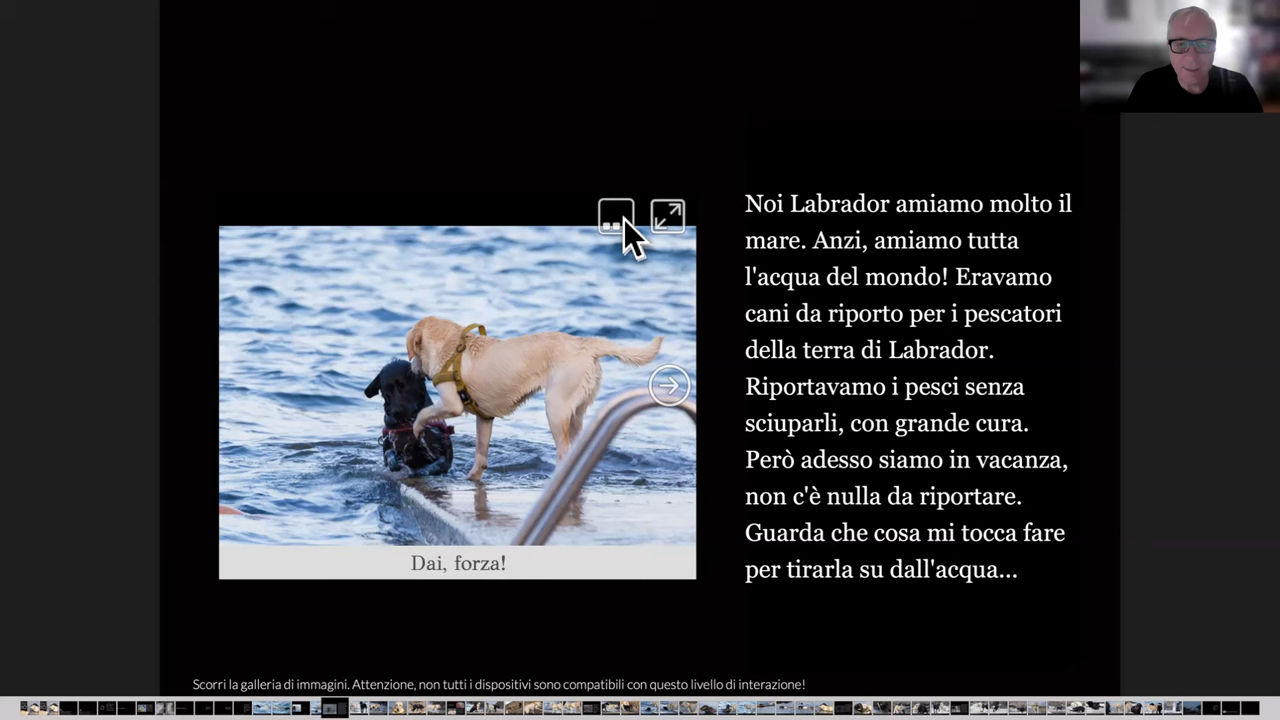 Noi Labrador amiamo molto il
mare. Anzi, amiamo tutta
l'acqua del mondo! Eravamo
cani da riporto per i pescatori
della terra di Labrador.
Riportavamo i pesci senza
sciuparli, con grande cura.
Però adesso siamo in vacanza,
non c'è nulla da riportare.
Guarda che cosa mi tocca fare
per tirarla su dall'acqua...
Dai, forza!
Scorri la galleria di immagini. Attenzione, non tutti i dispositivi sono compatibili con questo livello di interazione!